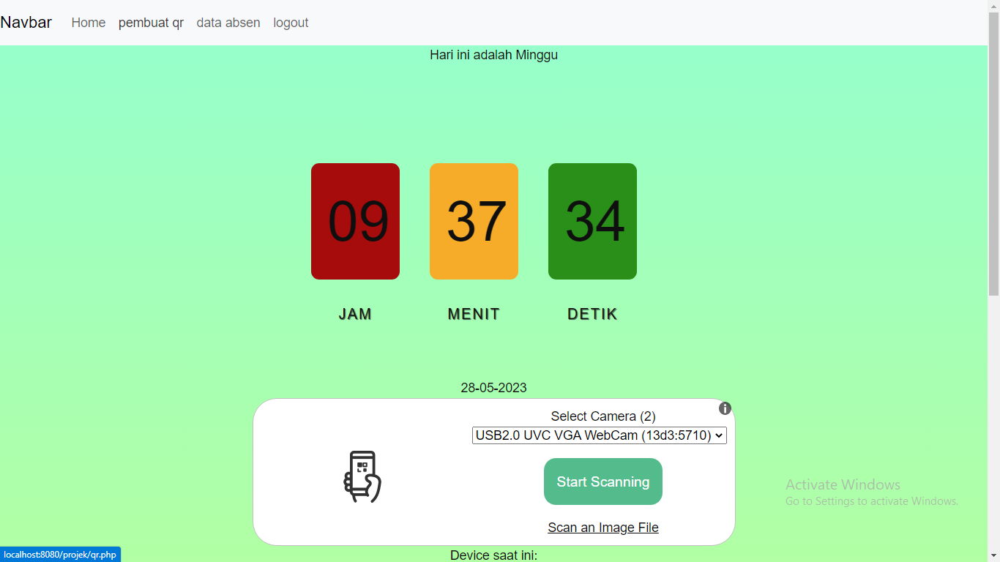 Navbar Home pembuat qr data absen logout
Hari ini adalah Minggu
09 37 34
JAM MENIT DETIK
28-05-2023
Select Camera (2)
USB2.0 UVC VGA WebCam (13d3:5710)
Start Scanning
Scan an Image File
Activate Windows
Go to Settings to activate Windows.
Device saat ini:
localhost:8080/projek/qr.php